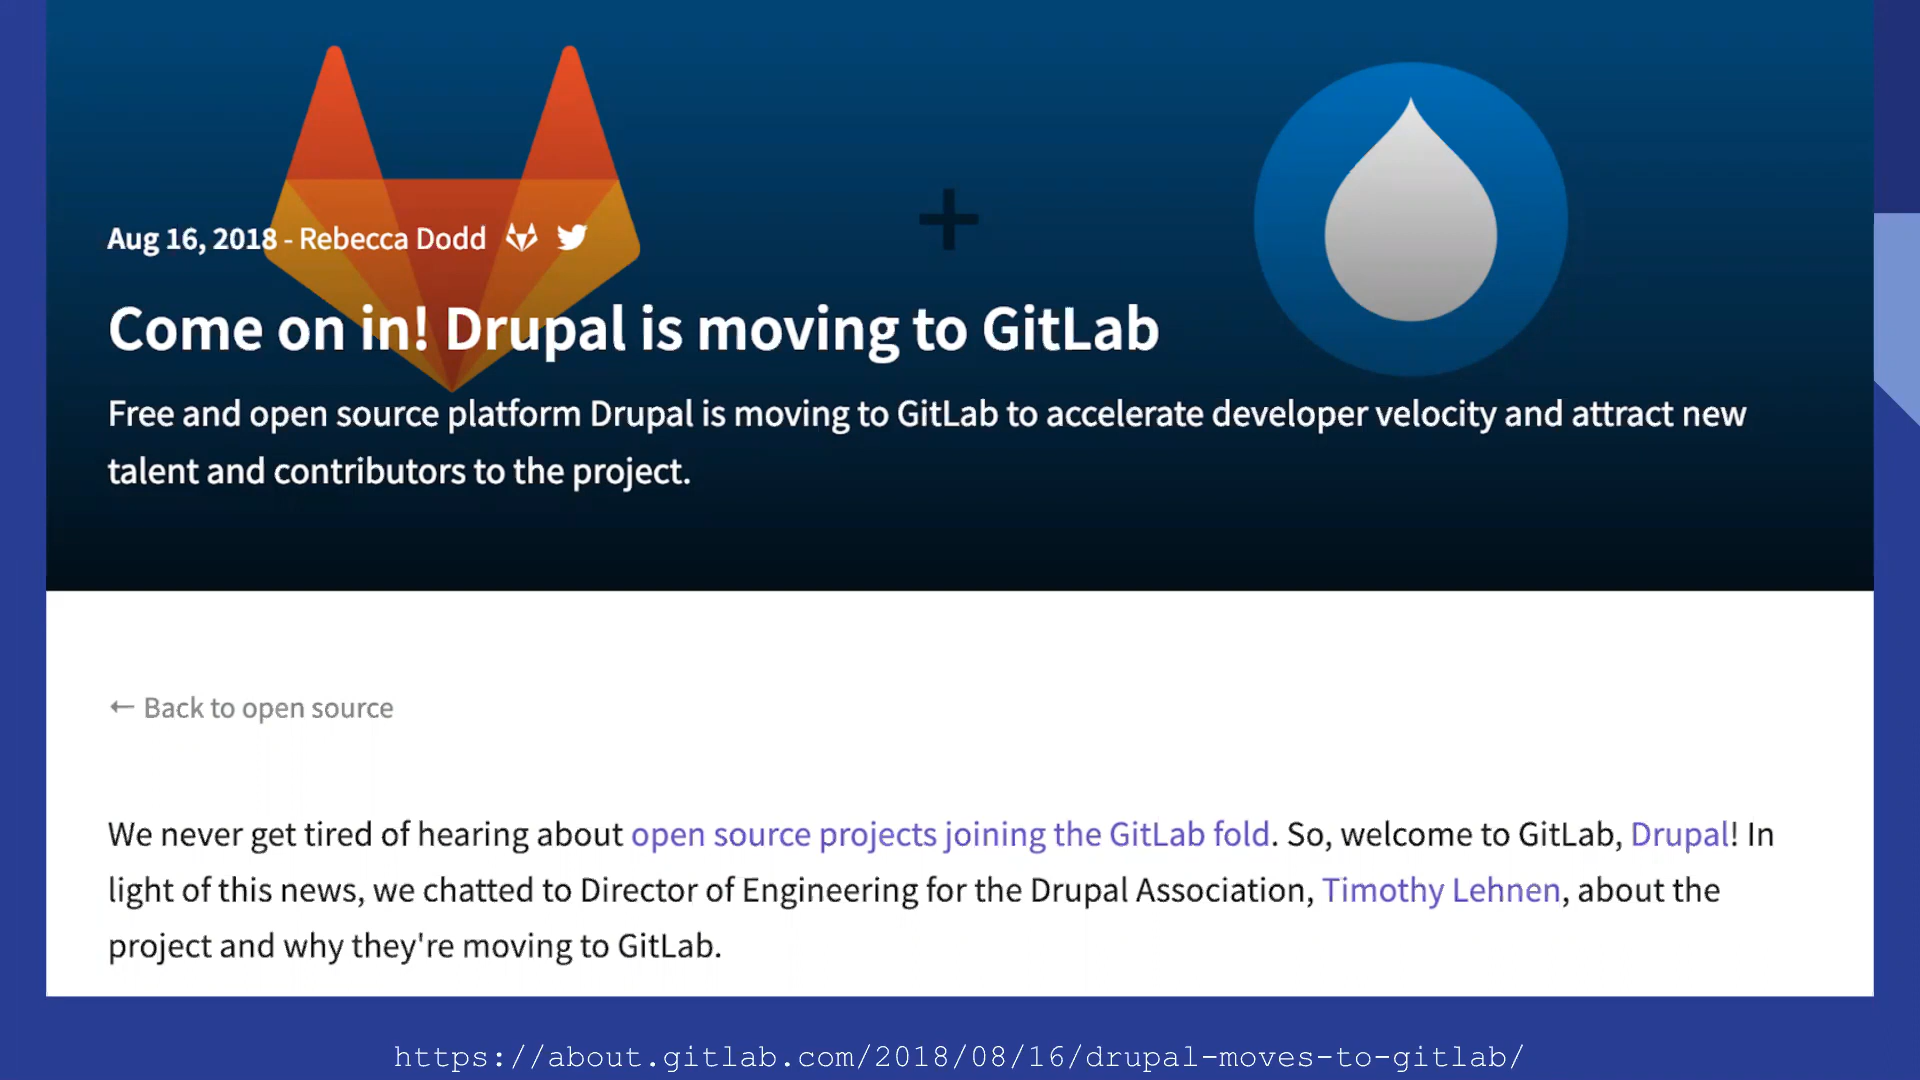 Aug 16, 2018 - Rebecca Dodd
Come on in! Drupal is moving to GitLab
Free and open source platform Drupal is moving to GitLab to accelerate developer velocity and attract new
talent and contributors to the project.
← Back to open source
We never get tired of hearing about open source projects joining the GitLab fold. So, welcome to GitLab, Drupal! In
light of this news, we chatted to Director of Engineering for the Drupal Association, Timothy Lehnen, about the
project and why they're moving to GitLab.
https://about.gitlab.com/2018/08/16/drupal-moves-to-gitlab/